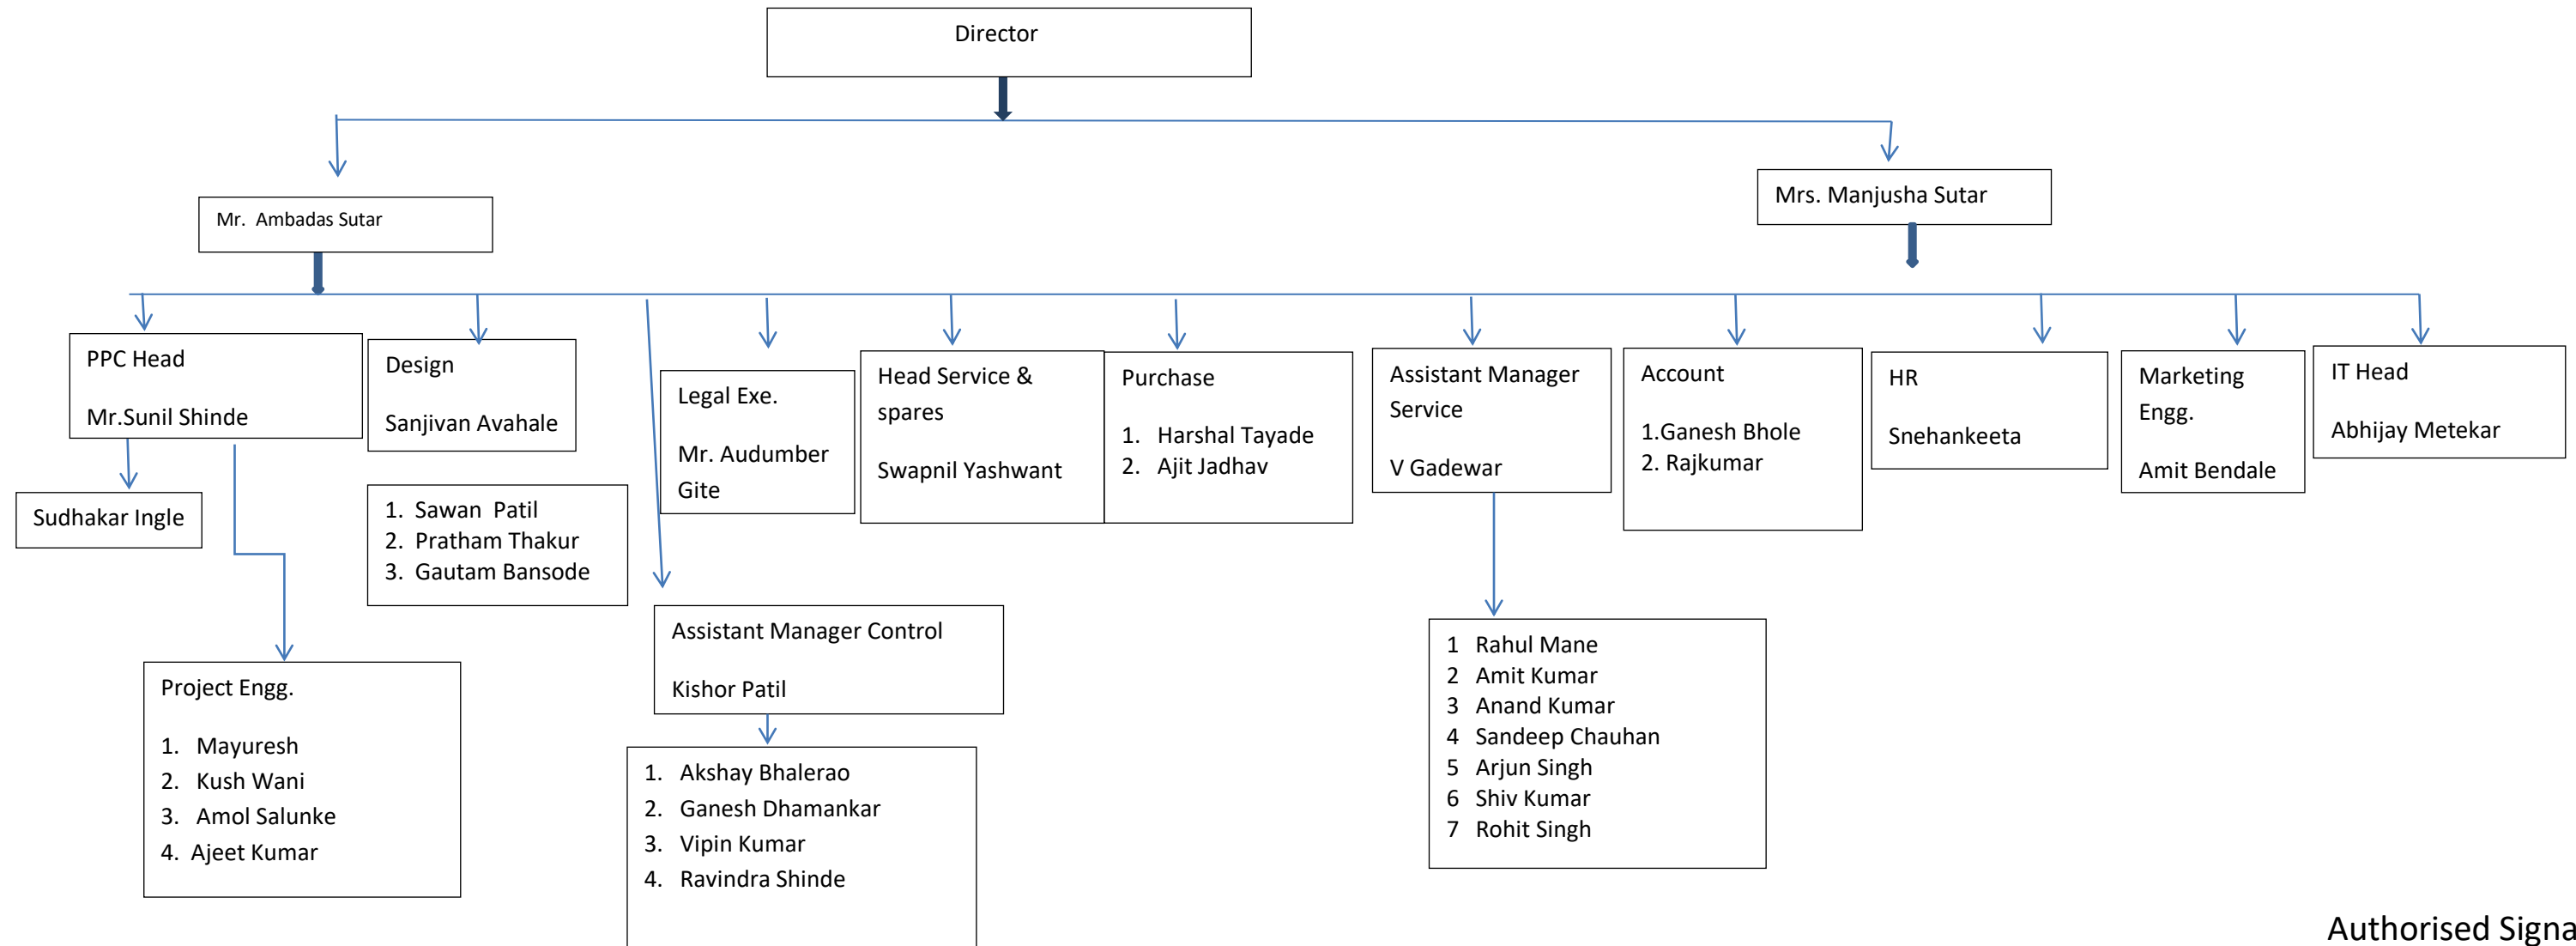 Director
Mr. Ambadas Sutar
Mrs. Manjusha Sutar
PPC Head
Mr.Sunil Shinde
Sudhakar Ingle
Project Engg.
1. Mayuresh
2. Kush Wani
3. Amol Salunke
4. Ajeet Kumar
Design
Sanjivan Avahale
1. Sawan Patil
2. Pratham Thakur
3. Gautam Bansode
Legal Exe.
Mr. Audumber
Gite
Assistant Manager Control
Kishor Patil
1. Akshay Bhalerao
2. Ganesh Dhamankar
3. Vipin Kumar
4. Ravindra Shinde
Head Service &
spares
Swapnil Yashwant
Purchase
1. Harshal Tayade
2. Ajit Jadhav
Assistant Manager
Service
V Gadewar
1 Rahul Mane
2 Amit Kumar
3 Anand Kumar
4 Sandeep Chauhan
5 Arjun Singh
6 Shiv Kumar
7 Rohit Singh
Account
1.Ganesh Bhole
2. Rajkumar
HR
Snehankeeta
Marketing
Engg.
Amit Bendale
IT Head
Abhijay Metekar
Authorised Signa